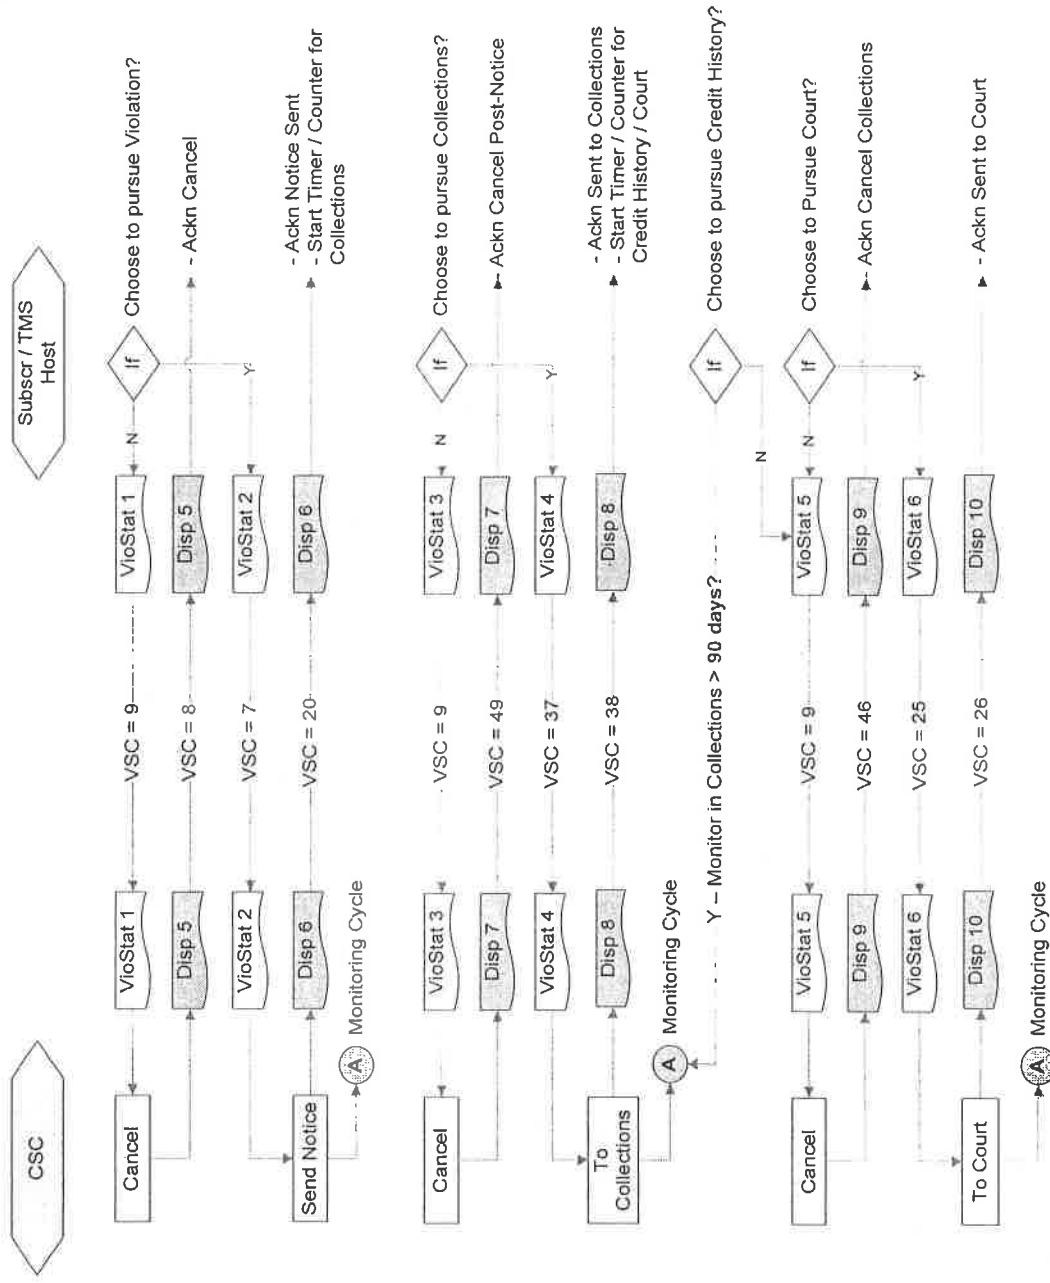 CSC
Subscr / TMS
Host
Cancel
VioStat 1
VSC = 9
VioStat 1
N
If
Choose to pursue Violation?
Disp 5
VSC = 8
Disp 5
- Ackn Cancel
VioStat 2
VSC = 7
VioStat 2
Y
Send Notice
Disp 6
VSC = 20
Disp 6
- Ackn Notice Sent
- Start Timer / Counter for
Collections
A
Monitoring Cycle
Cancel
VioStat 3
VSC = 9
VioStat 3
N
If
Choose to pursue Collections?
Disp 7
VSC = 49
Disp 7
- Ackn Cancel Post-Notice
VioStat 4
VSC = 37
VioStat 4
Y
To
Collections
Disp 8
VSC = 38
Disp 8
- Ackn Sent to Collections
- Start Timer / Counter for
Credit History / Court
A
Monitoring Cycle
Y – Monitor in Collections > 90 days?
If
Choose to pursue Credit History?
N
Cancel
VioStat 5
VSC = 9
VioStat 5
N
If
Choose to Pursue Court?
Disp 9
VSC = 46
Disp 9
- Ackn Cancel Collections
VioStat 6
VSC = 25
VioStat 6
Y
To Court
Disp 10
VSC = 26
Disp 10
- Ackn Sent to Court
A
Monitoring Cycle